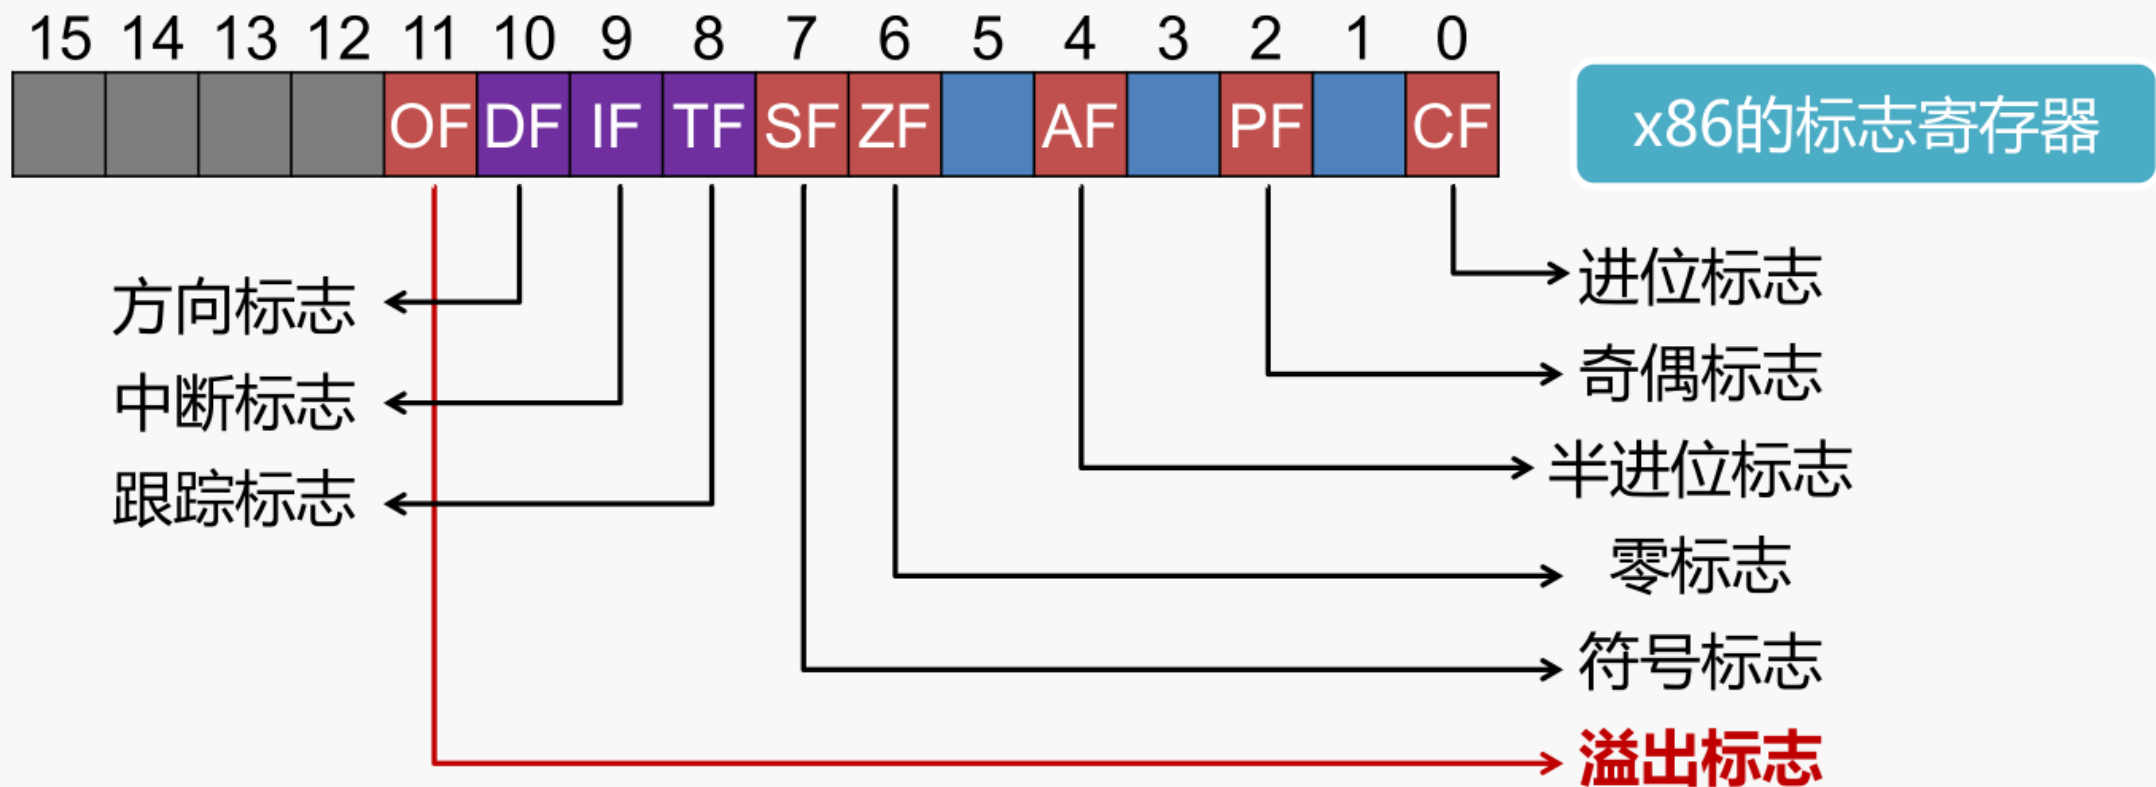 15 14 13 12 11 10 9 8 7 6 5 4 3 2 1 0
OF DF IF TF SF ZF AF PF CF
x86的标志寄存器
方向标志
中断标志
跟踪标志
进位标志
奇偶标志
半进位标志
零标志
符号标志
溢出标志